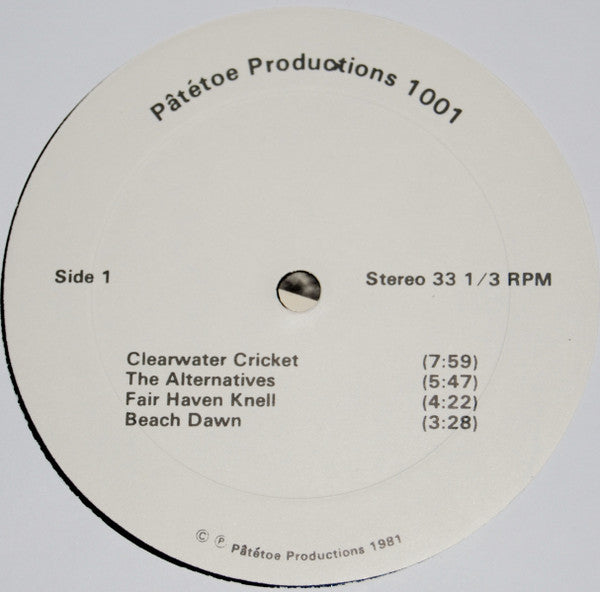 Pâtétoe Productions 1001
Side 1
Stereo 33 1/3 RPM
Clearwater Cricket (7:59)
The Alternatives (5:47)
Fair Haven Knell (4:22)
Beach Dawn (3:28)
© ℗ Pâtétoe Productions 1981